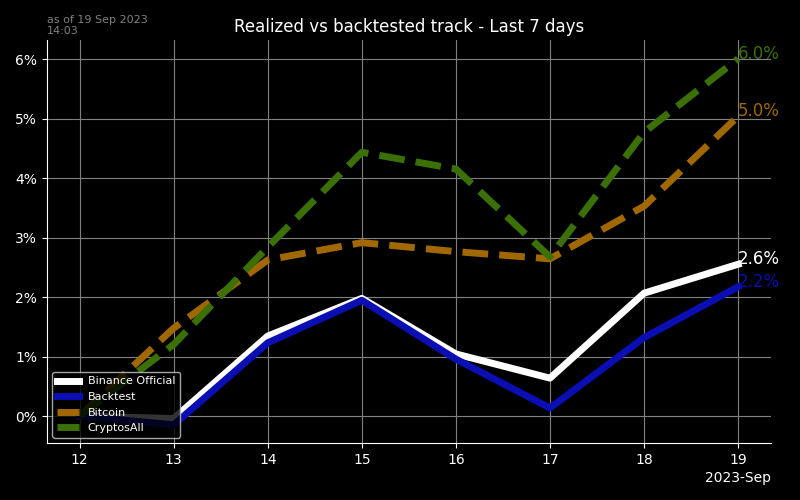 as of 19 Sep 2023
14:03
Realized vs backtested track - Last 7 days
6%
5%
4%
3%
2%
1%
0%
6.0%
5.0%
2.6%
2.2%
Binance Official
Backtest
Bitcoin
CryptosAll
12 13 14 15 16 17 18 19
2023-Sep